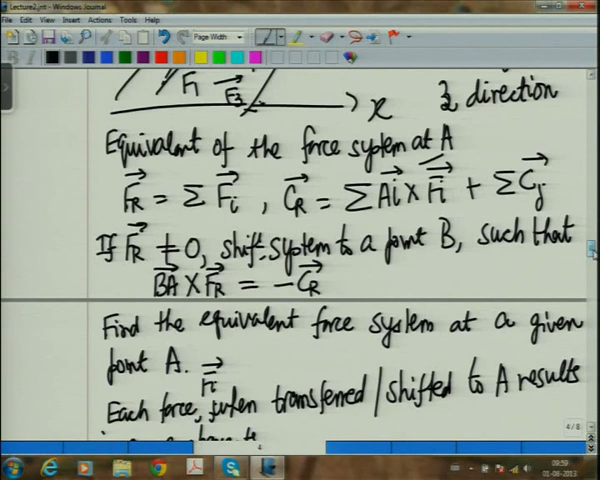 Lecture2.jnt - Windows Journal
File Edit View Insert Actions Tools Help
Page Width
F1 F3
x z direction
Equivalent of the force system at A
FR = Σ Fi , CR = Σ Ai × Fi + Σ Cj
If FR ≠ 0, shift system to a point B, such that
BA × FR = - CR
Find the equivalent force system at a given
point A.
Fi
Each force, when transferred / shifted to A results
4 / 8
09:59
01-08-2013